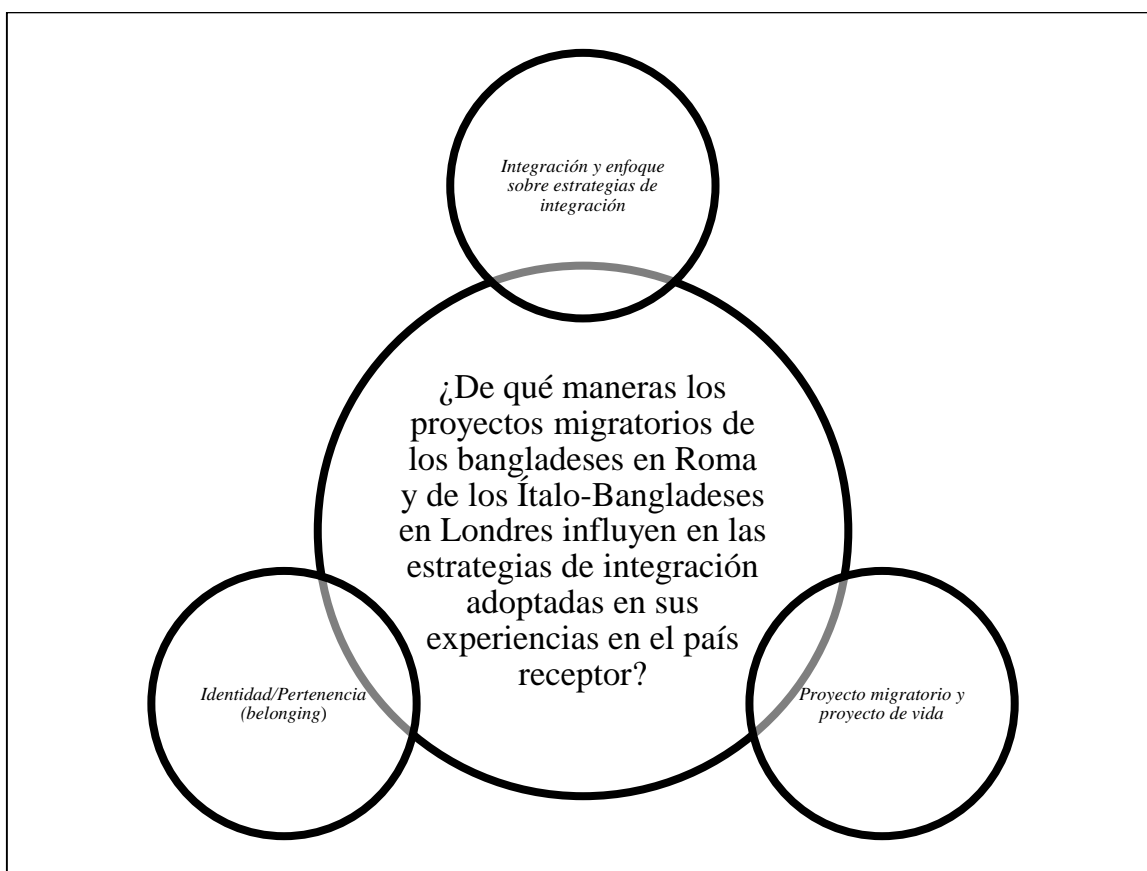 Integración y enfoque
sobre estrategias de
integración
¿De qué maneras los
proyectos migratorios de
los bangladeses en Roma
y de los Ítalo-Bangladeses
en Londres influyen en las
estrategias de integración
adoptadas en sus
experiencias en el país
receptor?
Identidad/Pertenencia
(belonging)
Proyecto migratorio y
proyecto de vida